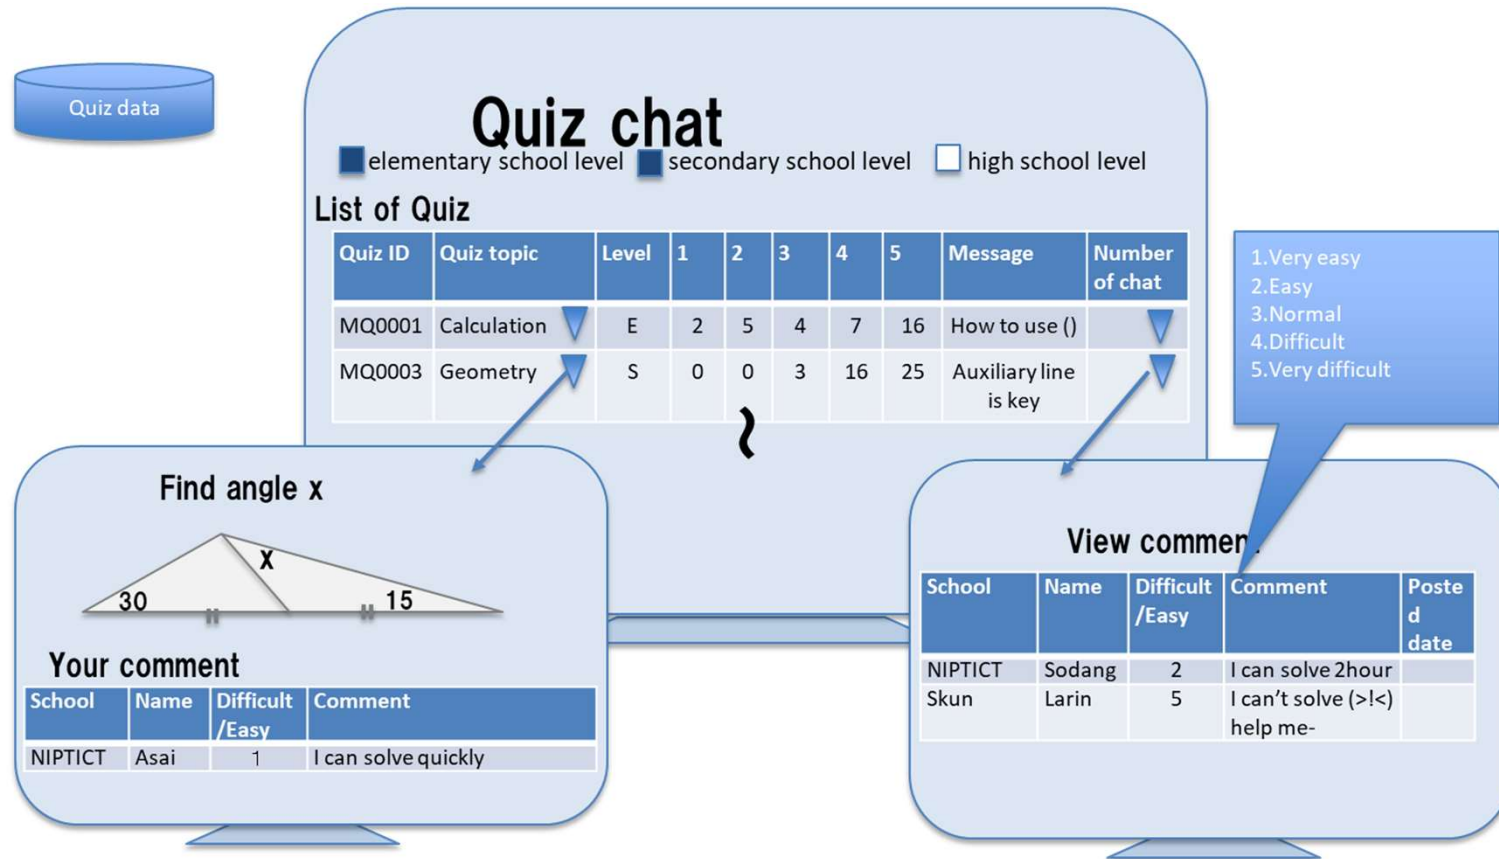 Quiz data
Quiz chat
elementary school level secondary school level high school level
List of Quiz
Quiz ID Quiz topic Level 1 2 3 4 5 Message Number
of chat
MQ0001 Calculation E 2 5 4 7 16 How to use ()
MQ0003 Geometry S 0 0 3 16 25 Auxiliary line
is key
~
1.Very easy
2.Easy
3.Normal
4.Difficult
5.Very difficult
Find angle x
x
30 15
Your comment
School Name Difficult Comment
/Easy
NIPTICT Asai 1 I can solve quickly
View comment
School Name Difficult Comment Poste
/Easy d
date
NIPTICT Sodang 2 I can solve 2hour
Skun Larin 5 I can't solve (>!<)
help me-